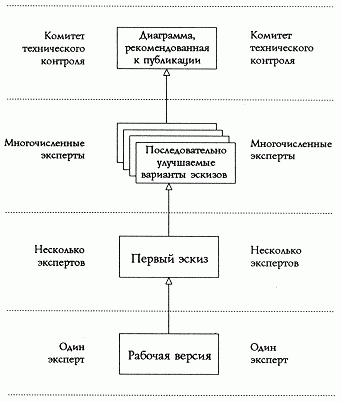 Комитет
технического
контроля
Диаграмма,
рекомендованная
к публикации
Комитет
технического
контроля
Многочисленные
эксперты
Последовательно
улучшаемые
варианты эскизов
Многочисленные
эксперты
Несколько
экспертов
Первый эскиз
Несколько
экспертов
Один
эксперт
Рабочая версия
Один
эксперт